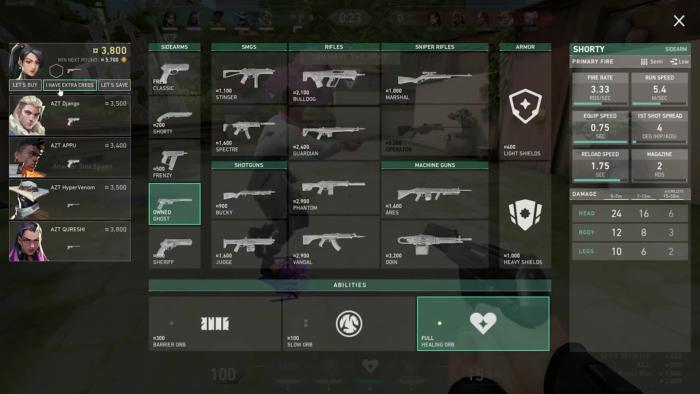 0:23
0
¤ 3,800
MIN NEXT ROUND: ¤ 5,700
LET'S BUY
I HAVE EXTRA CREDS
LET'S SAVE
AZT Django
¤ 3,500
AZT APPU
¤ 3,400
AZT HyperVenom
¤ 3,500
AZT QURESHI
¤ 3,800
SIDEARMS
FREE
CLASSIC
¤200
SHORTY
¤500
FRENZY
OWNED
GHOST
SHERIFF
SMGS
¤1,100
STINGER
¤1,600
SPECTRE
SHOTGUNS
¤900
BUCKY
¤1,600
JUDGE
RIFLES
¤2,100
BULLDOG
¤2,400
GUARDIAN
¤2,900
PHANTOM
¤2,900
VANDAL
SNIPER RIFLES
¤1,000
MARSHAL
OPERATOR
MACHINE GUNS
¤1,600
ARES
¤3,200
ODIN
ARMOR
¤400
LIGHT SHIELDS
¤1,000
HEAVY SHIELDS
ABILITIES
¤300
BARRIER ORB
¤100
SLOW ORB
FULL
HEALING ORB
SHORTY
SIDEARM
PRIMARY FIRE
Semi
Low
FIRE RATE
3.33
RDS/SEC
RUN SPEED
5.4
M/SEC
EQUIP SPEED
0.75
SEC
1ST SHOT SPREAD
4
DEG (HIP/ADS)
RELOAD SPEED
1.75
SEC
MAGAZINE
2
RDS
DAMAGE
HEAD 24 16 6
BODY 12 8 3
LEGS 10 6 2
100